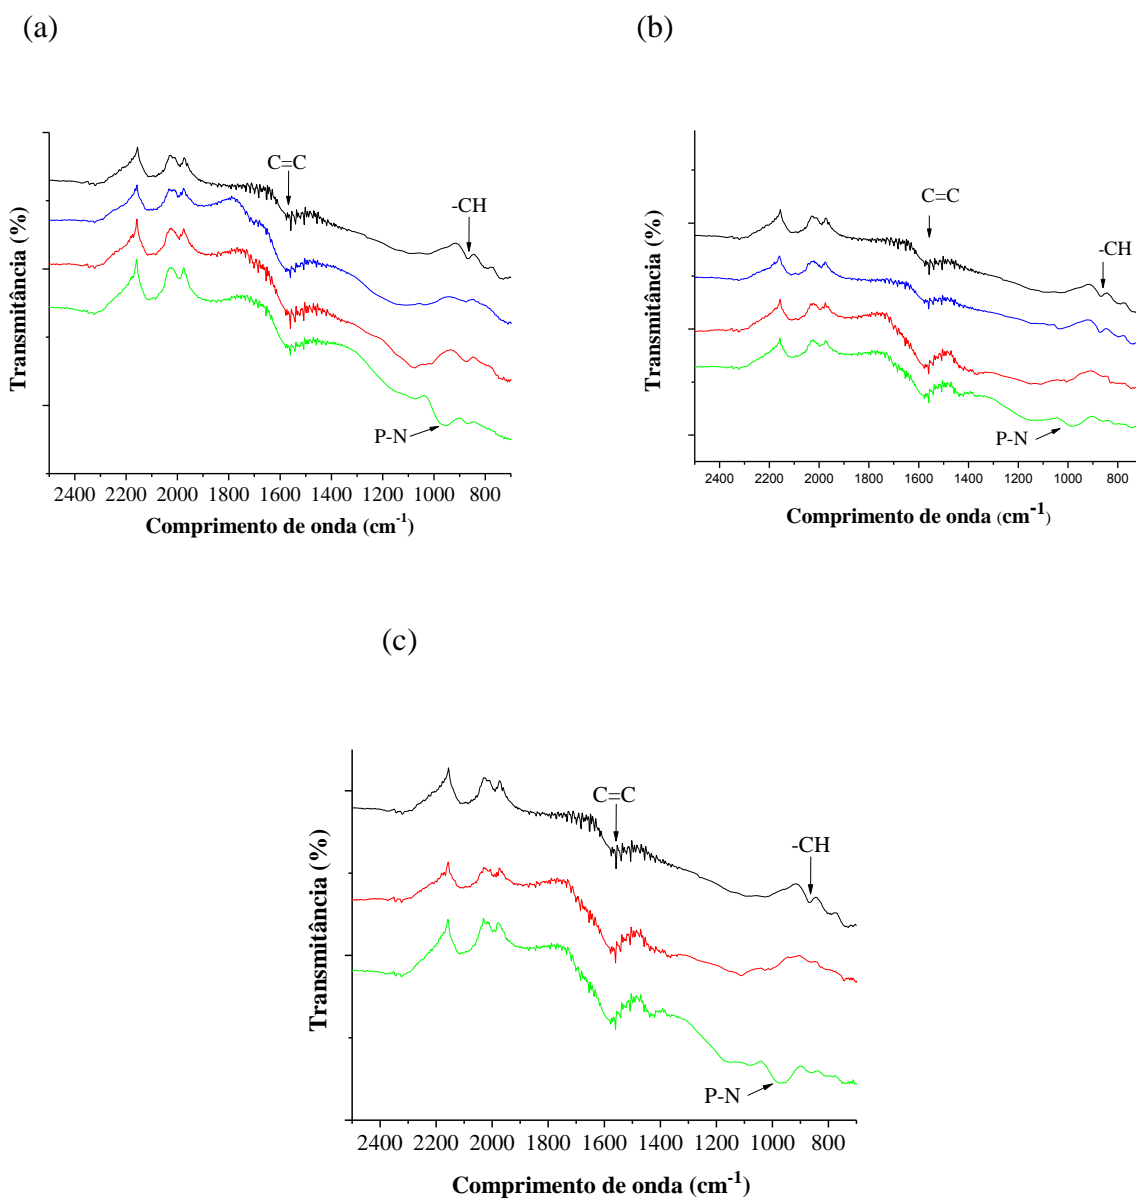 (a)
C=C
-CH
P-N
Transmitância (%)
2400 2200 2000 1800 1600 1400 1200 1000 800
Comprimento de onda (cm-1)
(b)
C=C
-CH
P-N
Transmitância (%)
2400 2200 2000 1800 1600 1400 1200 1000 800
Comprimento de onda (cm-1)
(c)
C=C
-CH
P-N
Transmitância (%)
2400 2200 2000 1800 1600 1400 1200 1000 800
Comprimento de onda (cm-1)